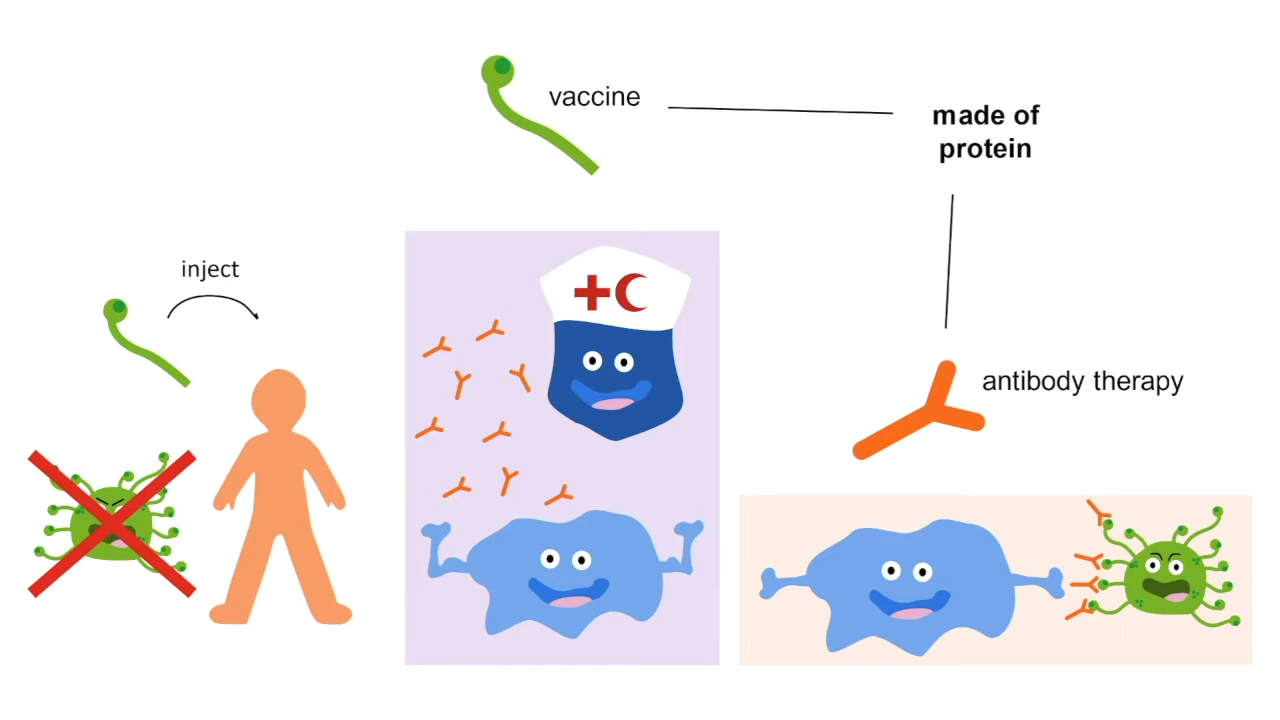 vaccine
made of
protein
inject
antibody therapy